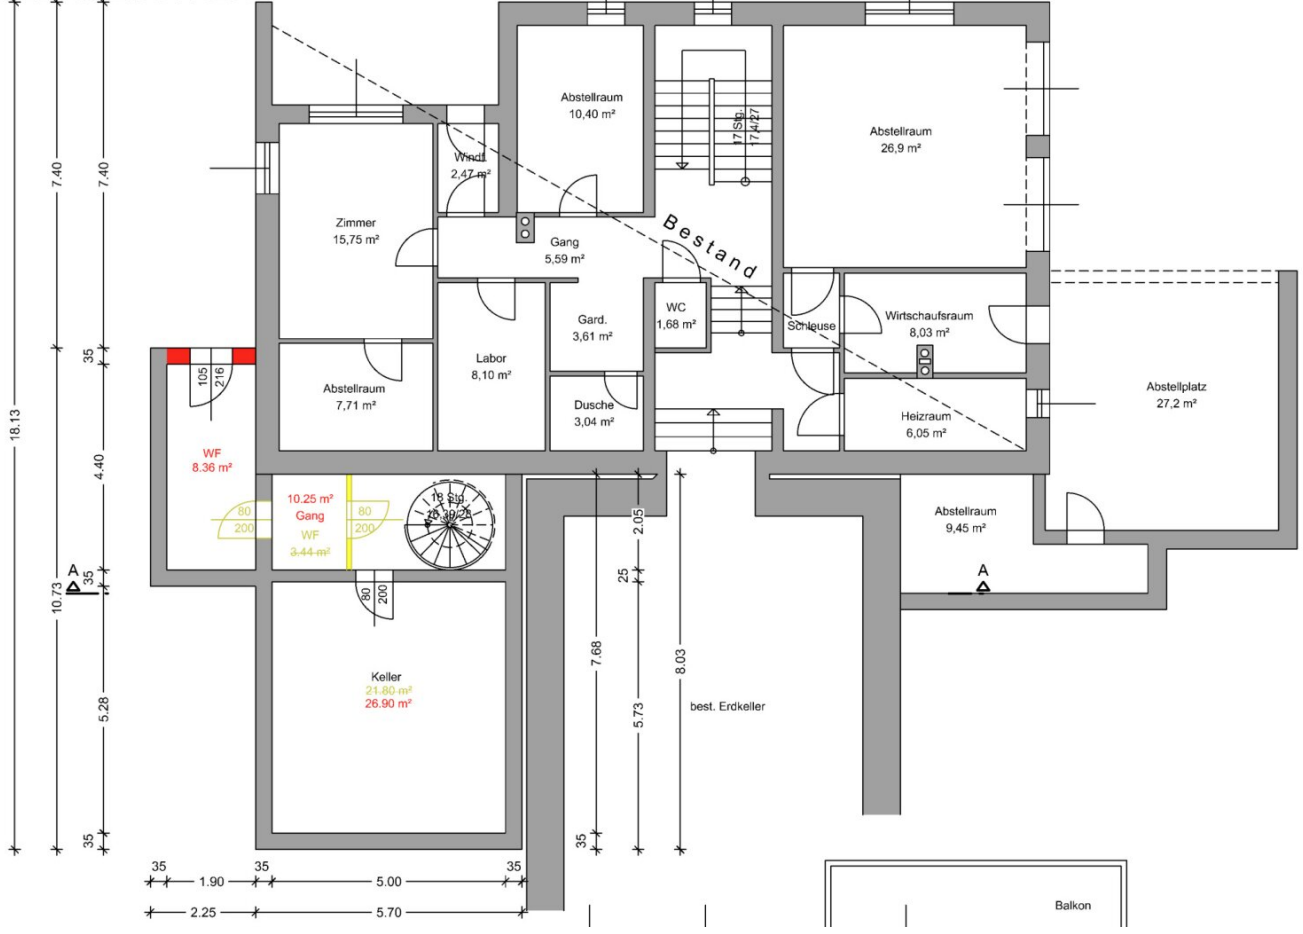 Abstellraum
10,40 m²
17 Stg.
17,4/27
Abstellraum
26,9 m²
Windf.
2,47 m²
7.40
7.40
Zimmer
15,75 m²
Bestand
Gang
5,59 m²
WC
1,68 m²
Gard.
3,61 m²
Schleuse
Wirtschaufsraum
8,03 m²
35
105
216
Labor
8,10 m²
Abstellraum
7,71 m²
Dusche
3,04 m²
Heizraum
6,05 m²
Abstellplatz
27,2 m²
18.13
4.40
WF
8.36 m²
10.25 m²
Gang
WF
3.44 m²
80
200
80
200
18 Stg.
2.05
Abstellraum
9,45 m²
A
35
10.73
80
200
25
A
Keller
21.80 m²
26.90 m²
5.28
7.68
5.73
8.03
best. Erdkeller
35
35
35
35
35
1.90
5.00
2.25
5.70
Balkon